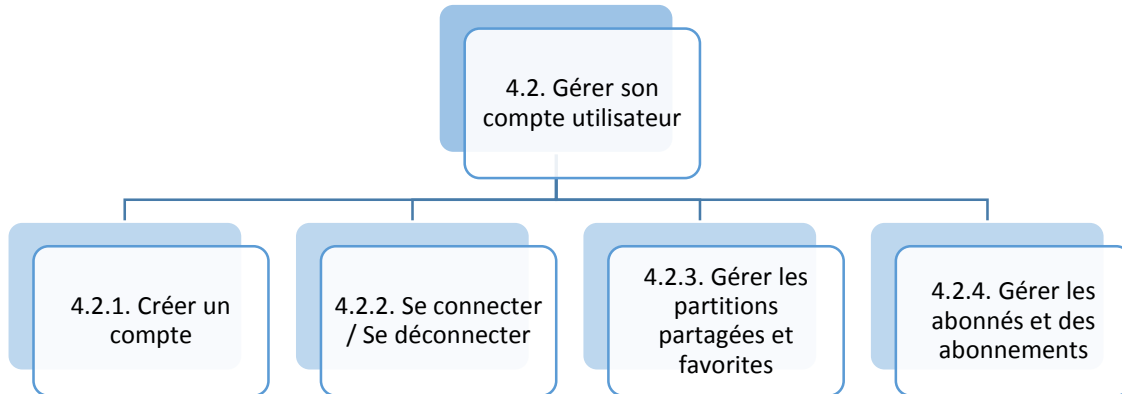 4.2. Gérer son
compte utilisateur
4.2.1. Créer un
compte
4.2.2. Se connecter
/ Se déconnecter
4.2.3. Gérer les
partitions
partagées et
favorites
4.2.4. Gérer les
abonnés et des
abonnements